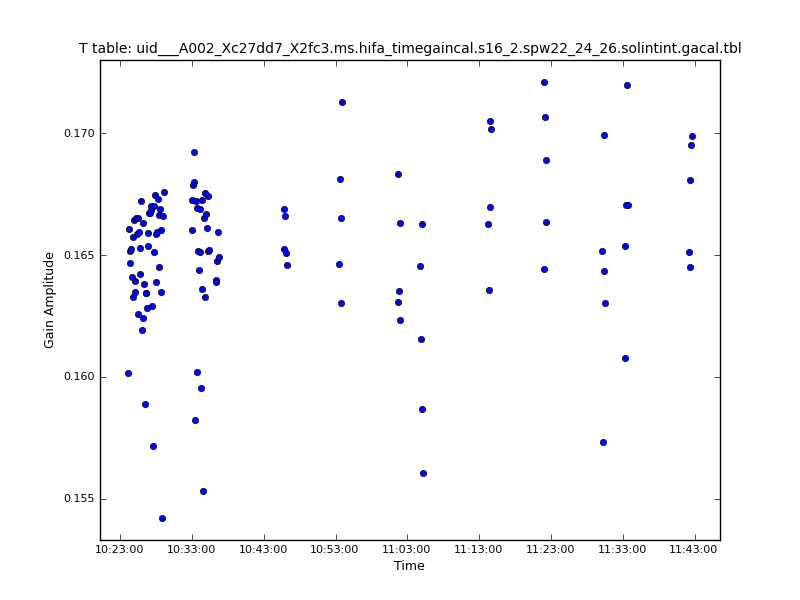 T table: uid___A002_Xc27dd7_X2fc3.ms.hifa_timegaincal.s16_2.spw22_24_26.solintint.gacal.tbl
0.170
0.165
0.160
0.155
Gain Amplitude
10:23:00 10:33:00 10:43:00 10:53:00 11:03:00 11:13:00 11:23:00 11:33:00 11:43:00
Time